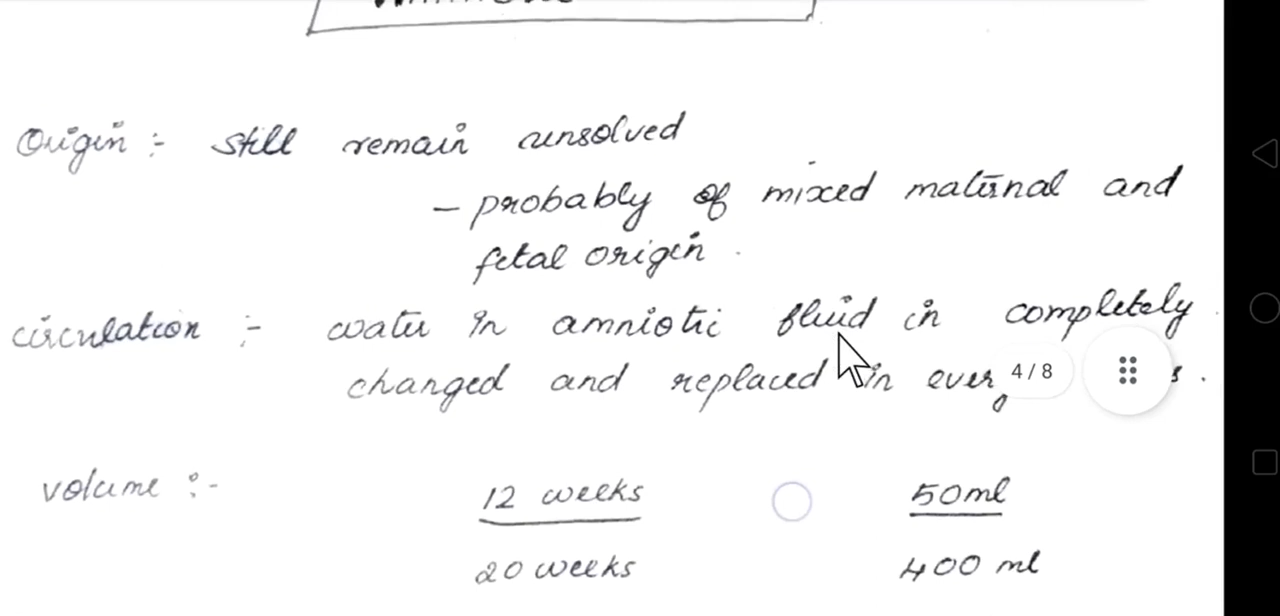 Origin :- still remain unsolved
- probably of mixed maternal and
fetal origin.
circulation :- water in amniotic fluid in completely
changed and replaced in every
4/8
volume :-
12 weeks 50ml
20 weeks 400 ml